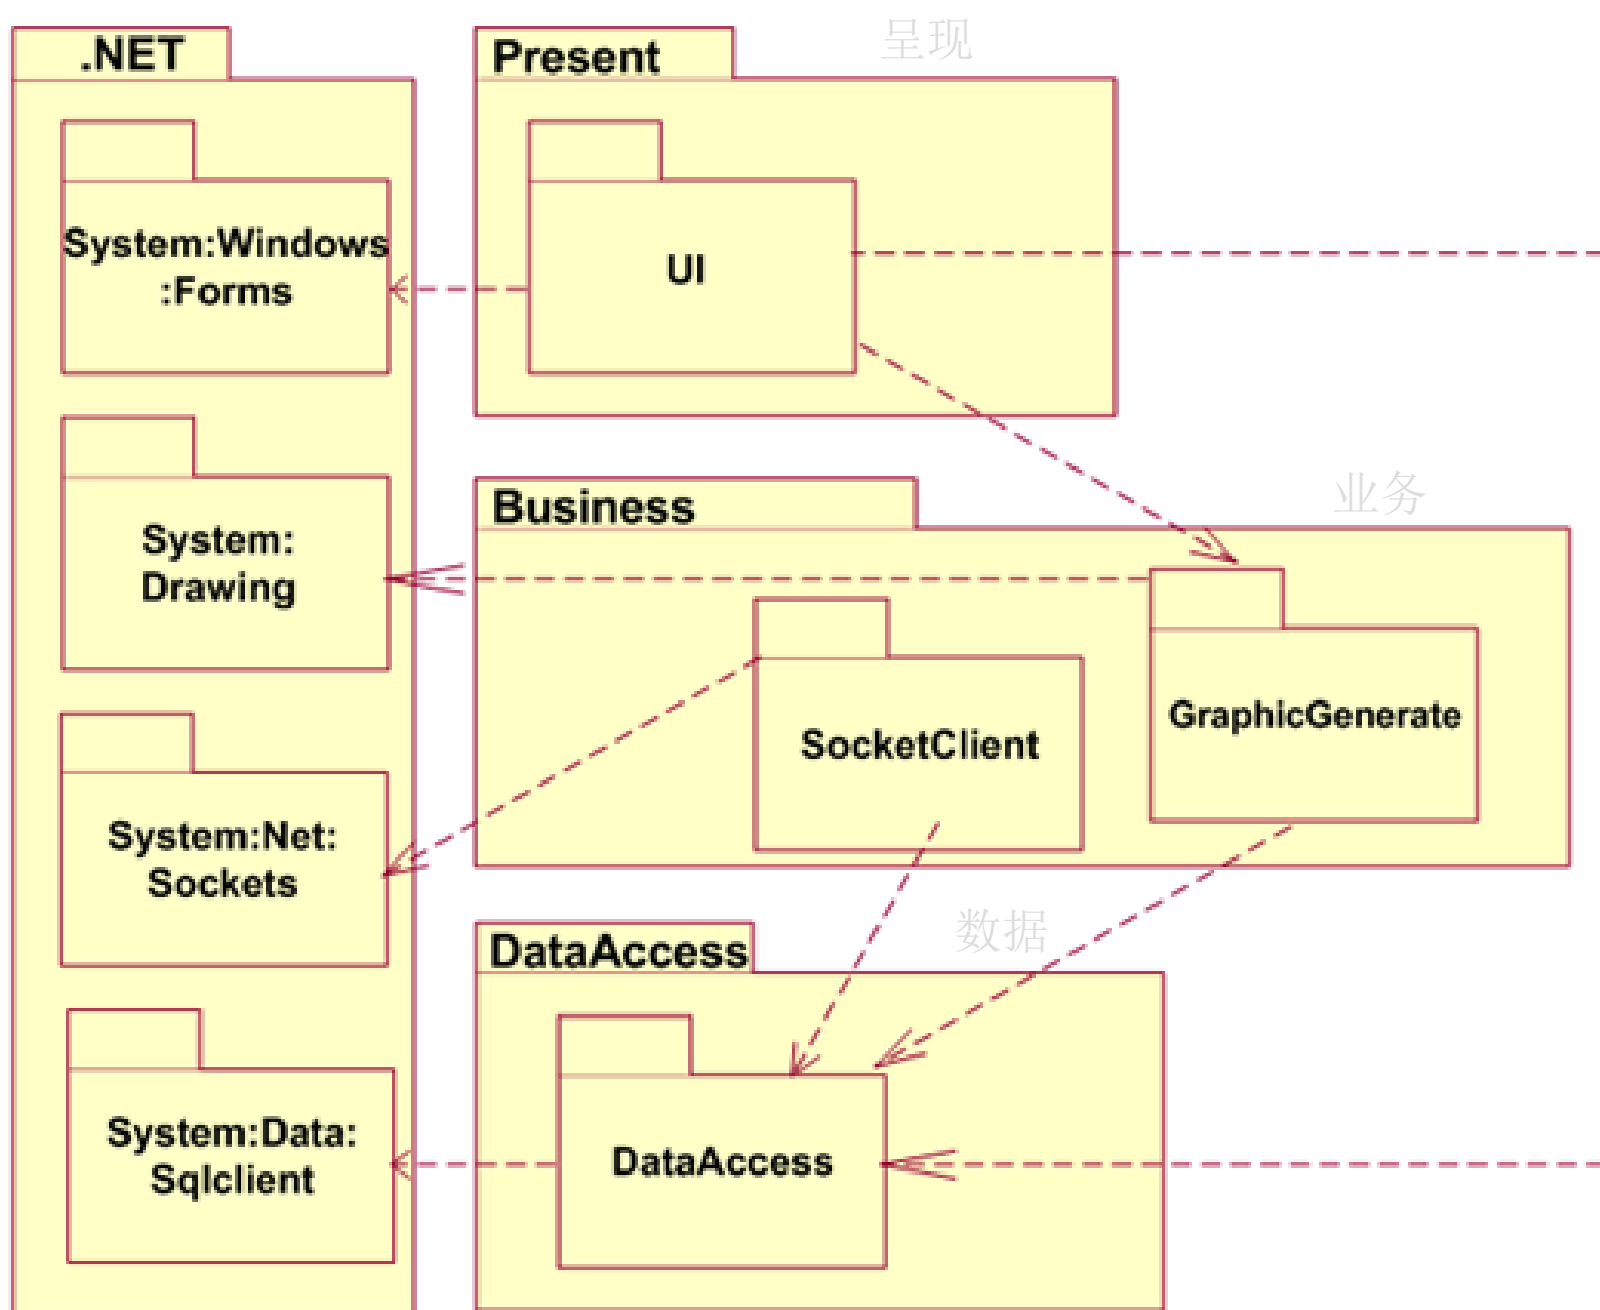 .NET
System:Windows
:Forms
System:
Drawing
System:Net:
Sockets
System:Data:
Sqlclient
Present
呈现
UI
Business
业务
SocketClient
GraphicGenerate
数据
DataAccess
DataAccess